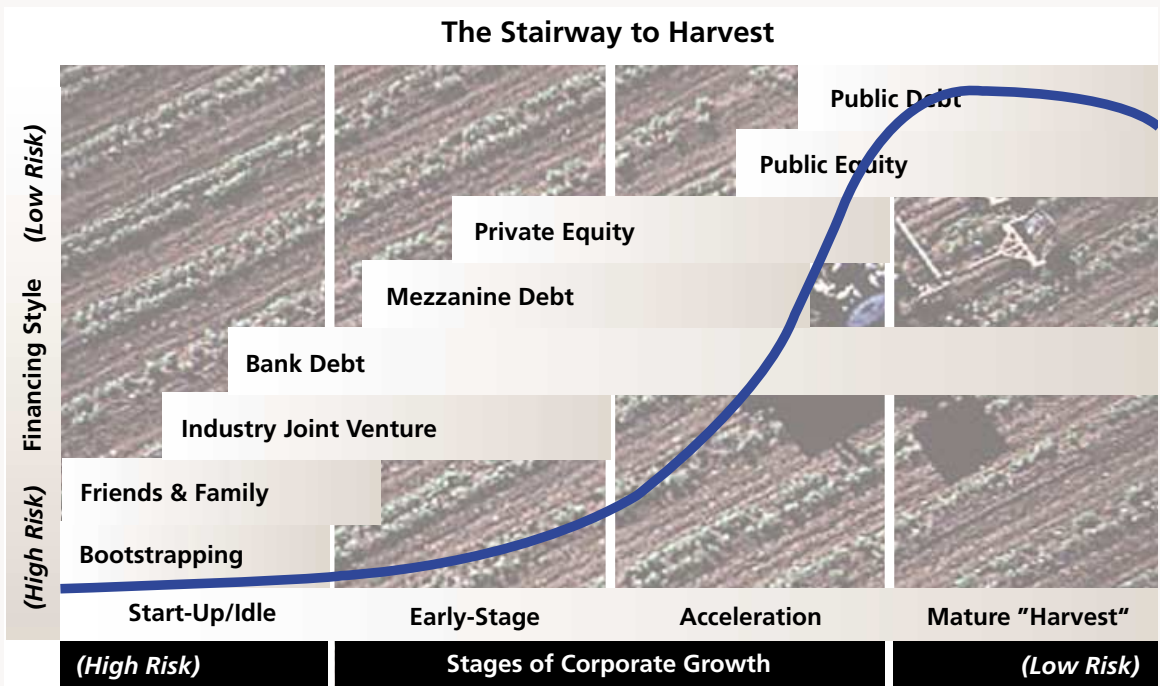 The Stairway to Harvest
Public Debt
Public Equity
Private Equity
Mezzanine Debt
Bank Debt
Industry Joint Venture
Friends & Family
Bootstrapping
(High Risk) Financing Style (Low Risk)
Start-Up/Idle Early-Stage Acceleration Mature ”Harvest“
(High Risk) Stages of Corporate Growth (Low Risk)